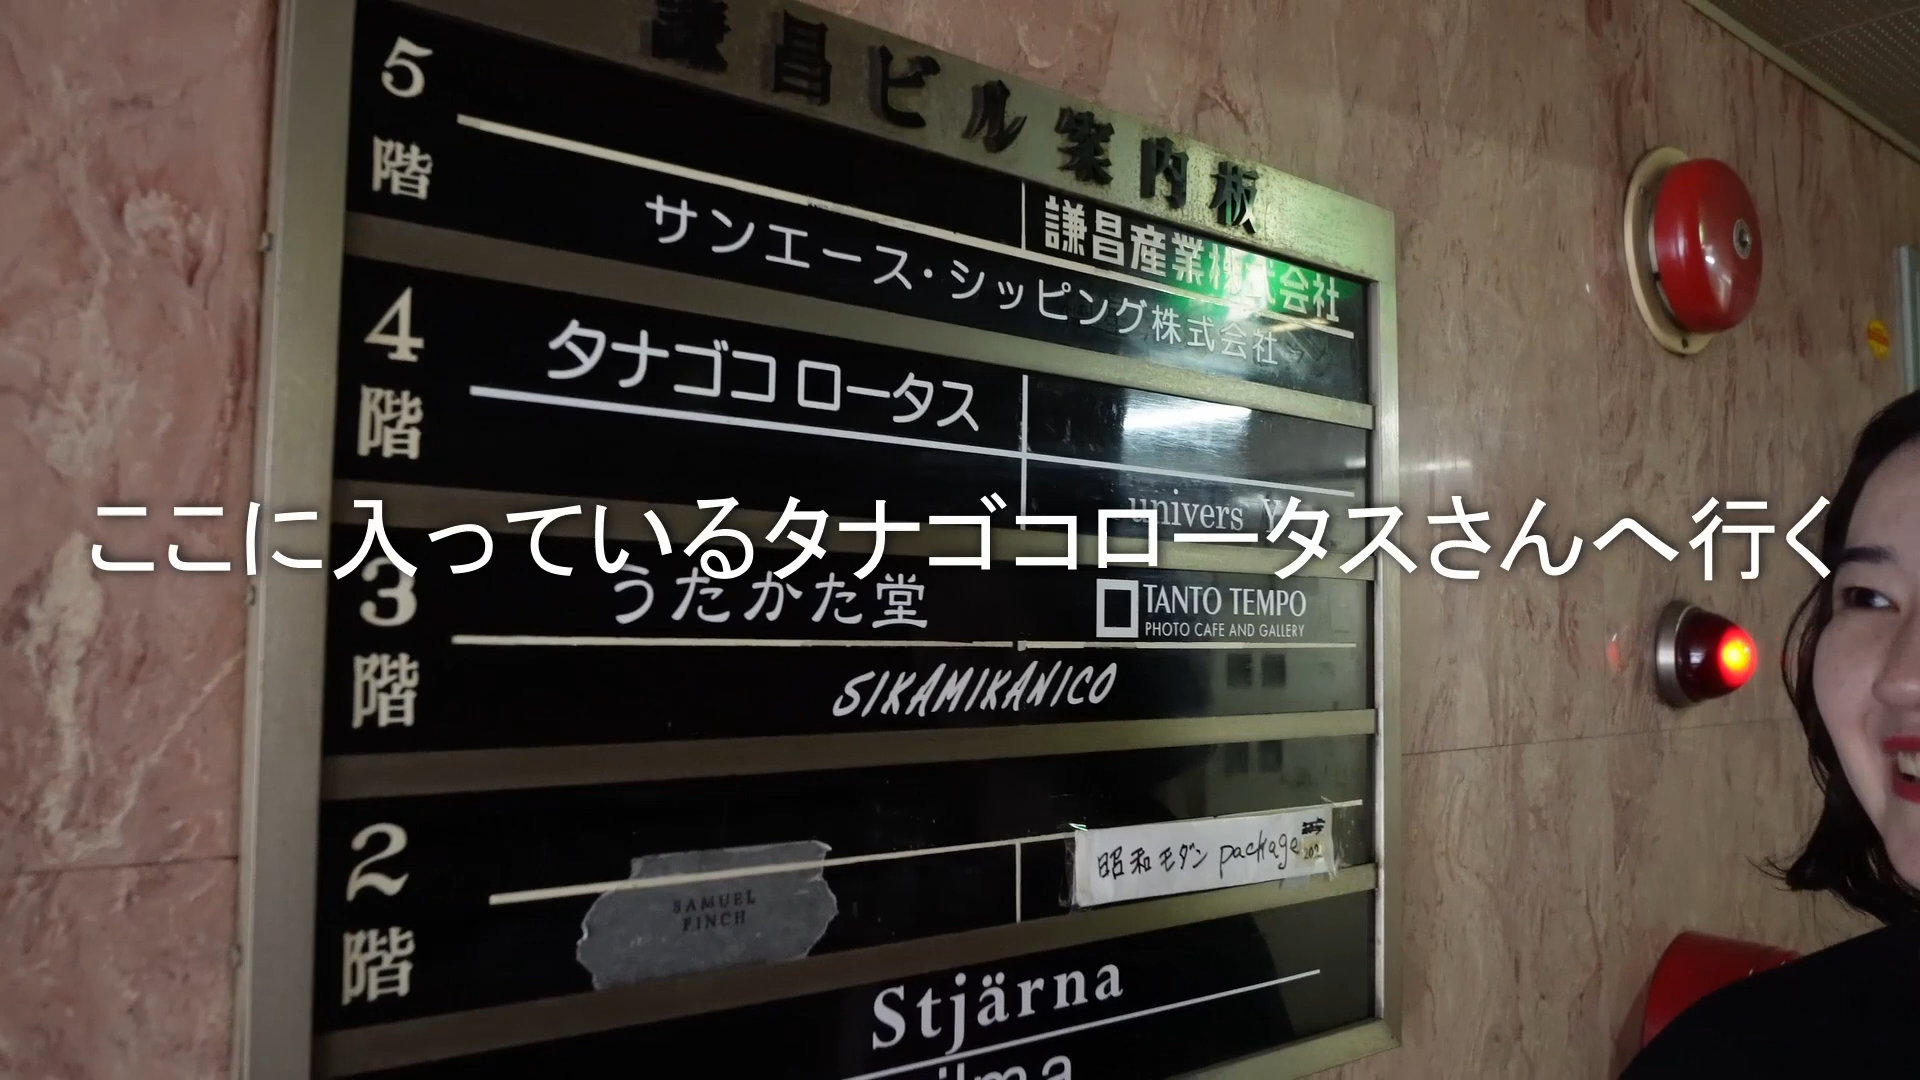 謙昌ビル案内板
5階
謙昌産業株式会社
サンエース・シッピング株式会社
4階
タナゴコロータス
univers Y
ここに入っているタナゴコロータスさんへ行く
3階
うたかた堂
TANTO TEMPO
PHOTO CAFE AND GALLERY
SIKAMIKANICO
2階
昭和モダン package
SAMUEL
FINCH
Stjärna